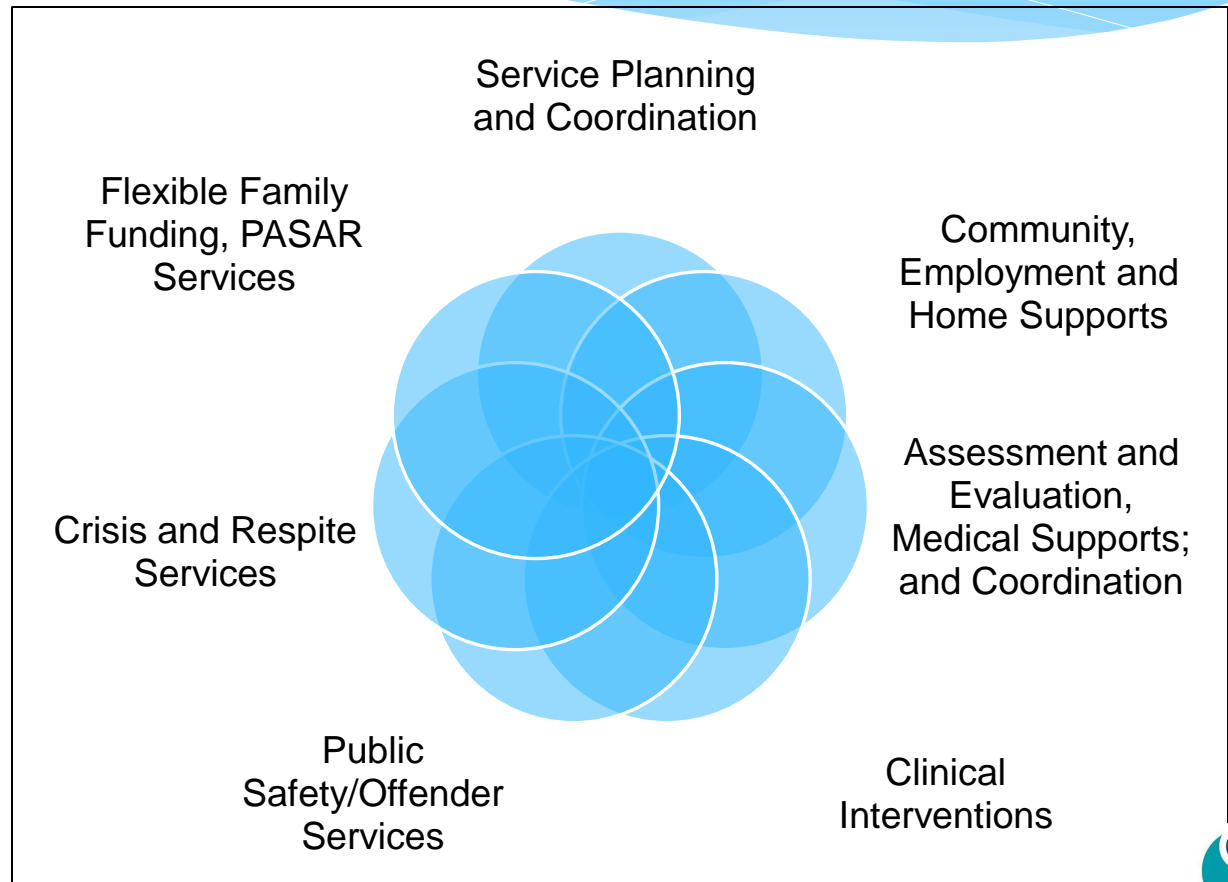 Service Planning
and Coordination
Flexible Family
Funding, PASAR
Services
Community,
Employment and
Home Supports
Assessment and
Evaluation,
Medical Supports;
and Coordination
Crisis and Respite
Services
Public
Safety/Offender
Services
Clinical
Interventions